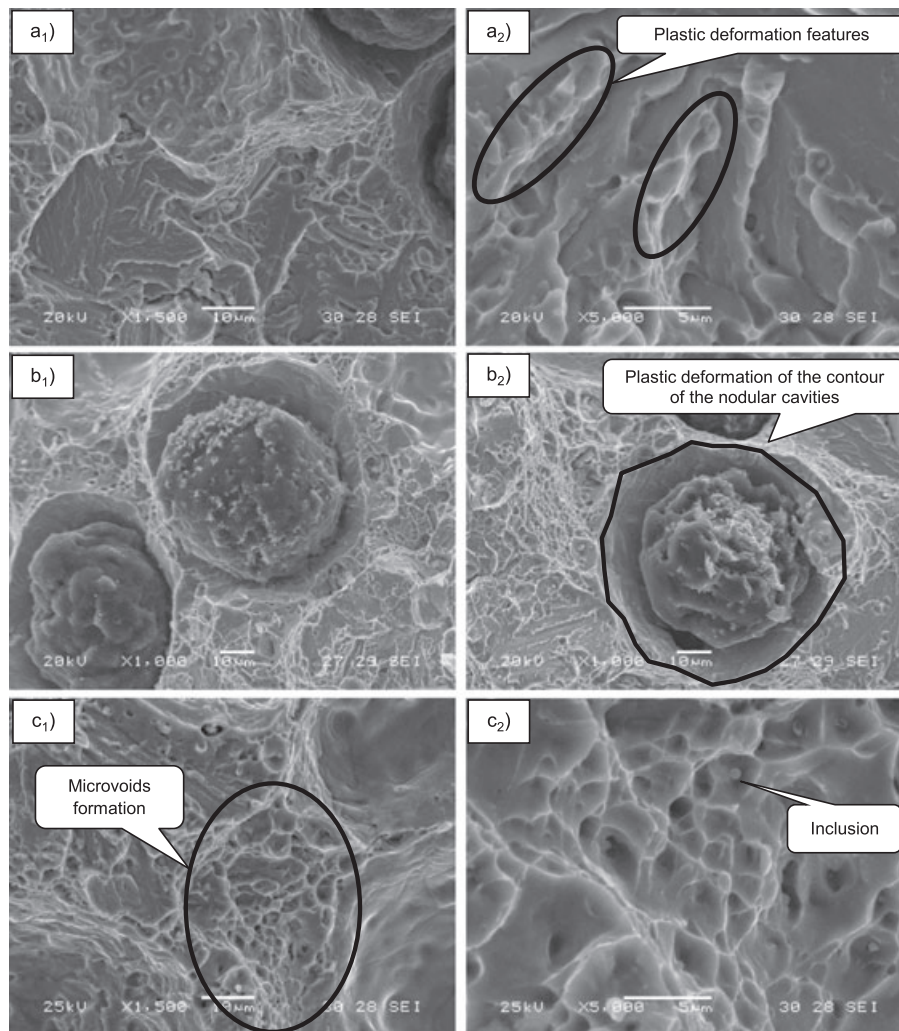 a1)
a2)
Plastic deformation features
20kV X1,500 10μm 30 28 SEI
20kV X5,000 5μm 30 28 SEI
b1)
b2)
Plastic deformation of the contour
of the nodular cavities
20kV X1,000 10μm 27 29 SEI
20kV X1,000 10μm 27 29 SEI
c1)
c2)
Microvoids
formation
Inclusion
25kV X1,500 10μm 30 28 SEI
25kV X5,000 5μm 30 28 SEI